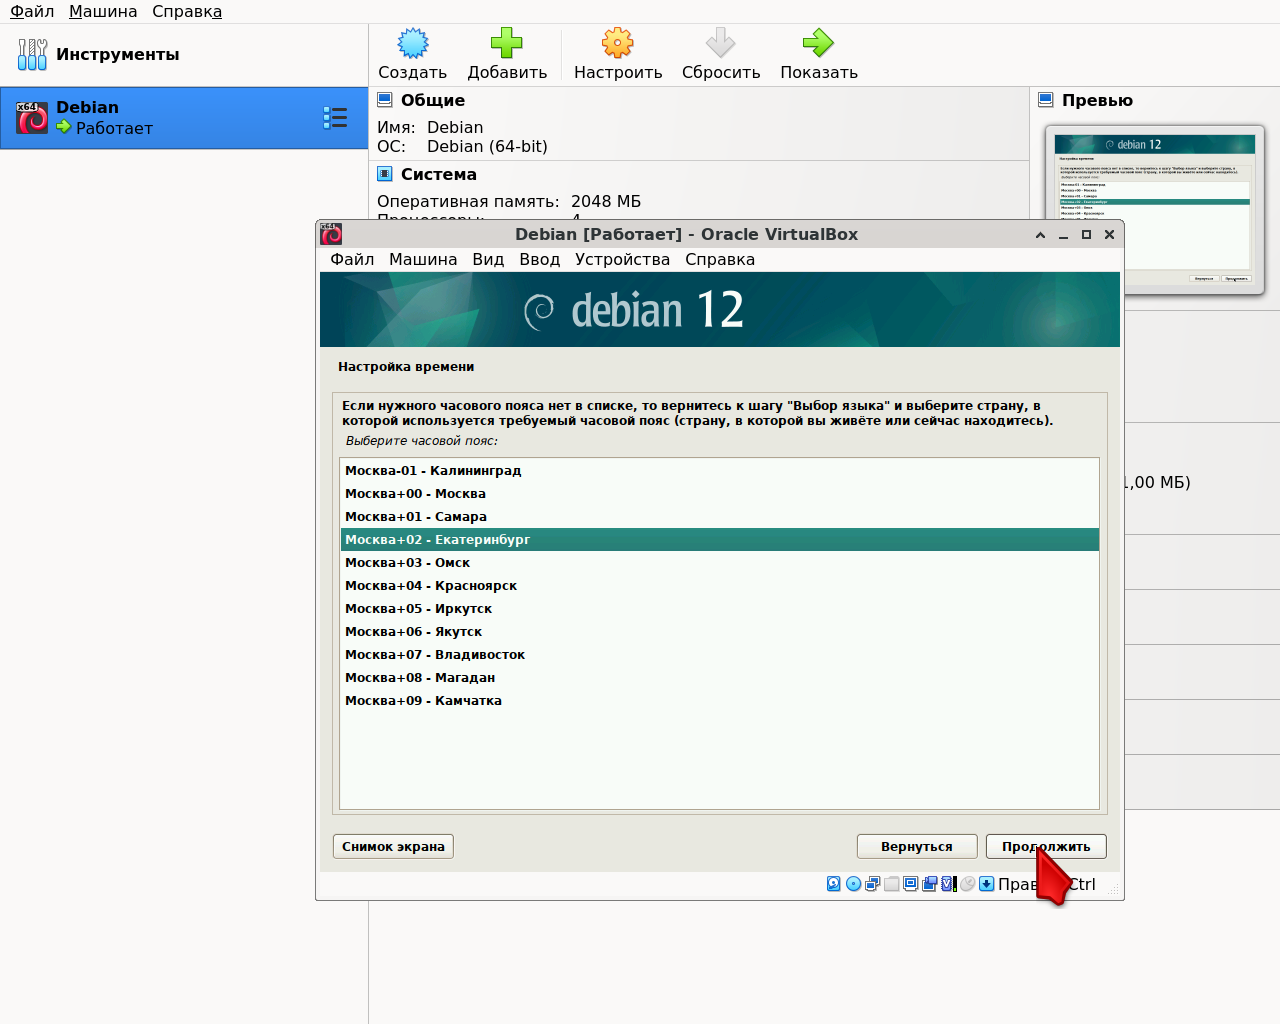 Файл Машина Справка
Инструменты
Создать Добавить Настроить Сбросить Показать
x64
Debian
Работает
Общие
Имя: Debian
ОС: Debian (64-bit)
Система
Оперативная память: 2048 МБ
Процессоры: 4
Превью
debian 12
Настройка времени
x64
Debian [Работает] - Oracle VirtualBox
Файл Машина Вид Ввод Устройства Справка
debian 12
Настройка времени
Если нужного часового пояса нет в списке, то вернитесь к шагу "Выбор языка" и выберите страну, в
которой используется требуемый часовой пояс (страну, в которой вы живёте или сейчас находитесь).
Выберите часовой пояс:
Москва-01 - Калининград
Москва+00 - Москва
Москва+01 - Самара
Москва+02 - Екатеринбург
Москва+03 - Омск
Москва+04 - Красноярск
Москва+05 - Иркутск
Москва+06 - Якутск
Москва+07 - Владивосток
Москва+08 - Магадан
Москва+09 - Камчатка
1,00 МБ)
Снимок экрана Вернуться Продолжить
Ctrl